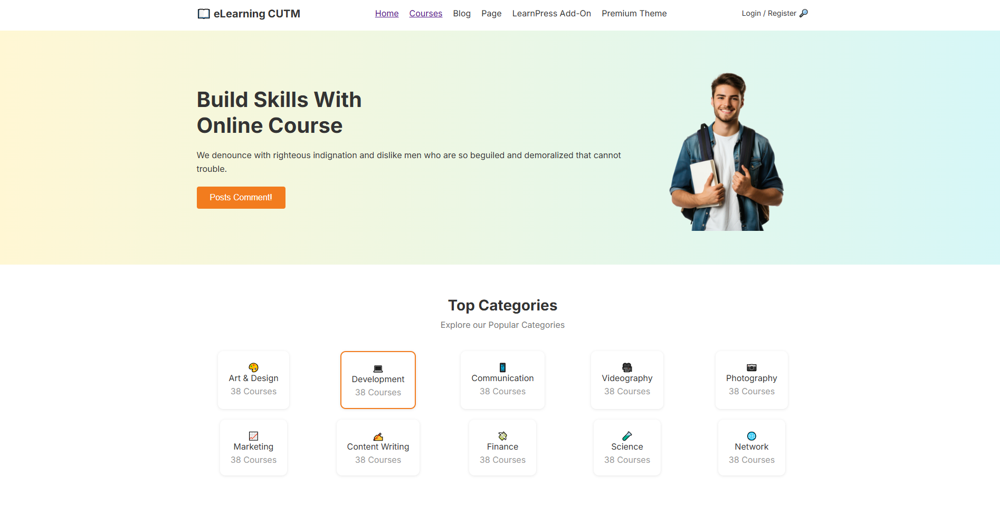 eLearning CUTM
Home Courses Blog Page LearnPress Add-On Premium Theme
Login / Register
Build Skills With
Online Course
We denounce with righteous indignation and dislike men who are so beguiled and demoralized that cannot
trouble.
Posts Comment!
Top Categories
Explore our Popular Categories
Art & Design
38 Courses
Development
38 Courses
Communication
38 Courses
Videography
38 Courses
Photography
38 Courses
Marketing
38 Courses
Content Writing
38 Courses
Finance
38 Courses
Science
38 Courses
Network
38 Courses